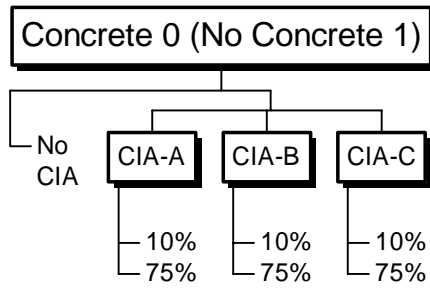 Concrete 0 (No Concrete 1)
No
CIA
CIA-A
CIA-B
CIA-C
10%
10%
10%
75%
75%
75%